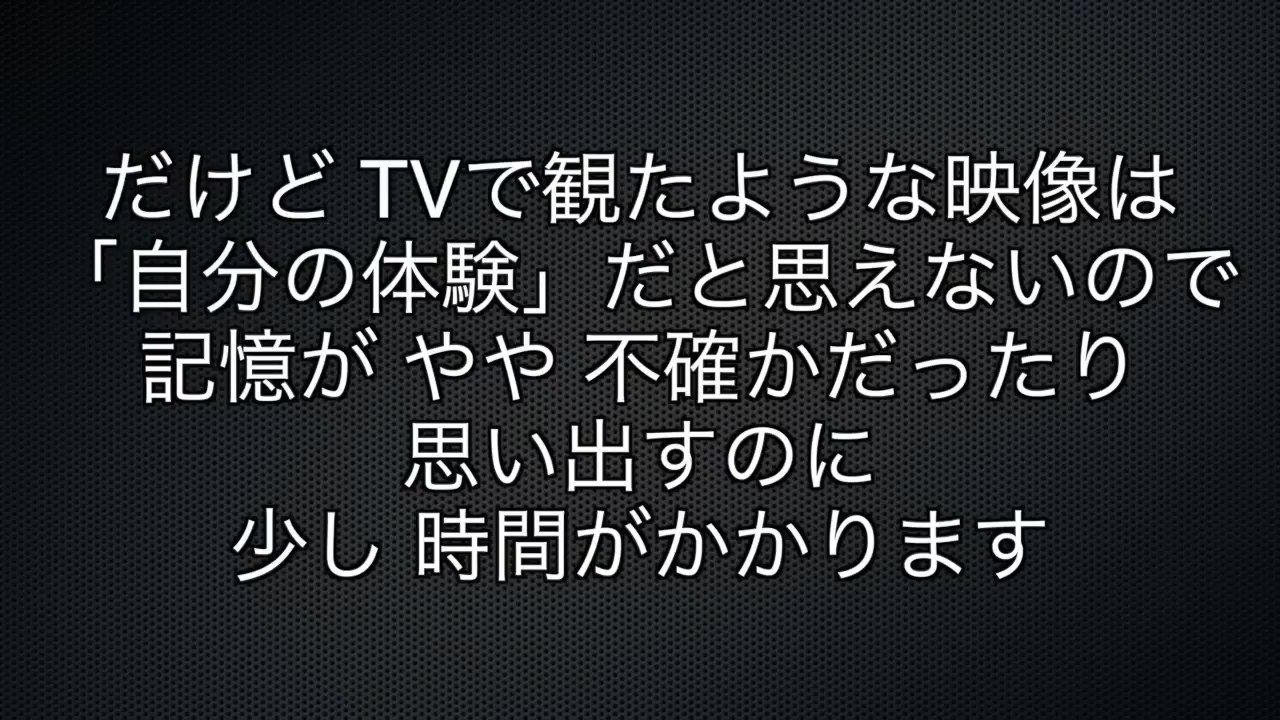 だけど TVで観たような映像は
「自分の体験」だと思えないので
記憶が やや 不確かだったり
思い出すのに
少し 時間がかかります